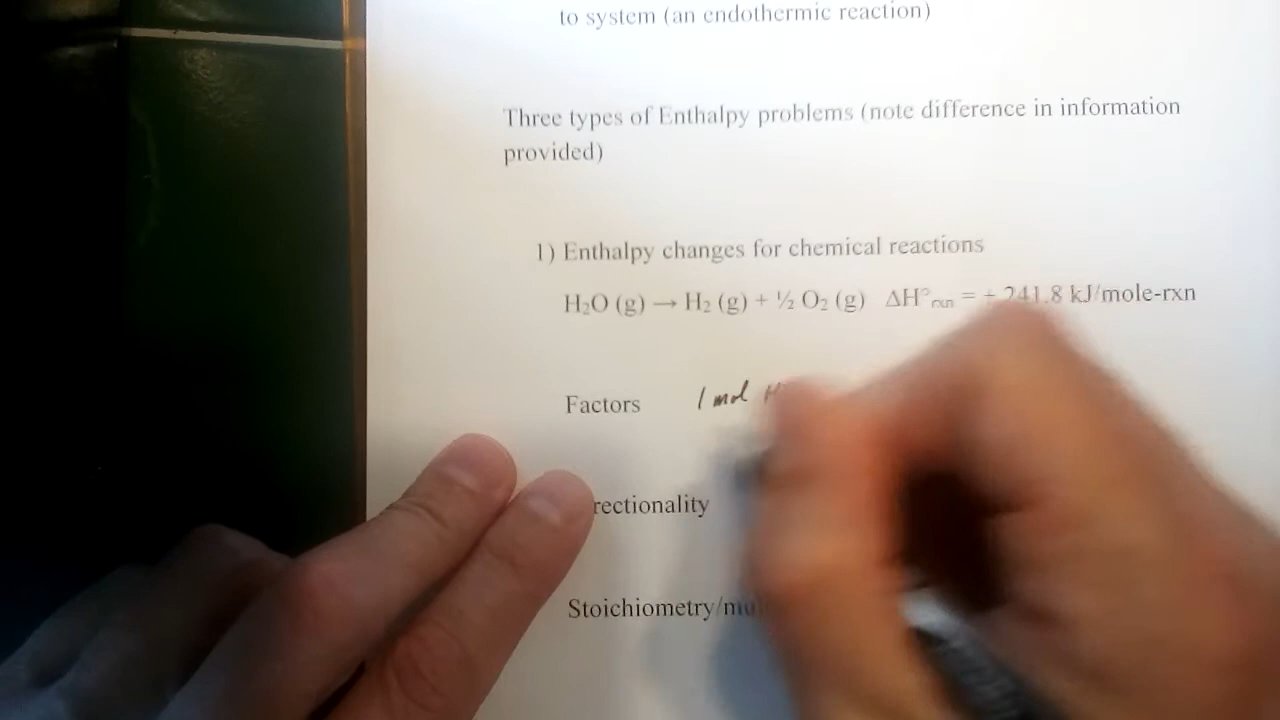 to system (an endothermic reaction)
Three types of Enthalpy problems (note difference in information
provided)
1) Enthalpy changes for chemical reactions
H₂O (g) → H₂ (g) + ½ O₂ (g) ΔH°rxn = + 241.8 kJ/mole-rxn
Factors 1 mol
rectionality
Stoichiometry/